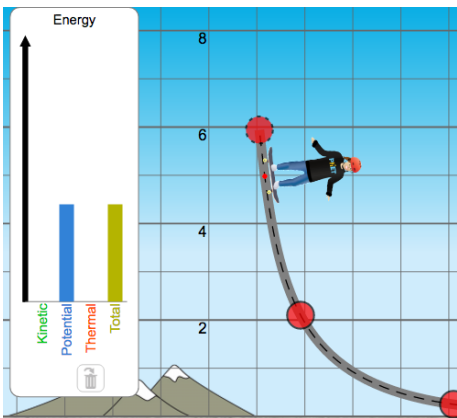 Energy
Kinetic
Potential
Thermal
Total
8
6
4
2
PhET